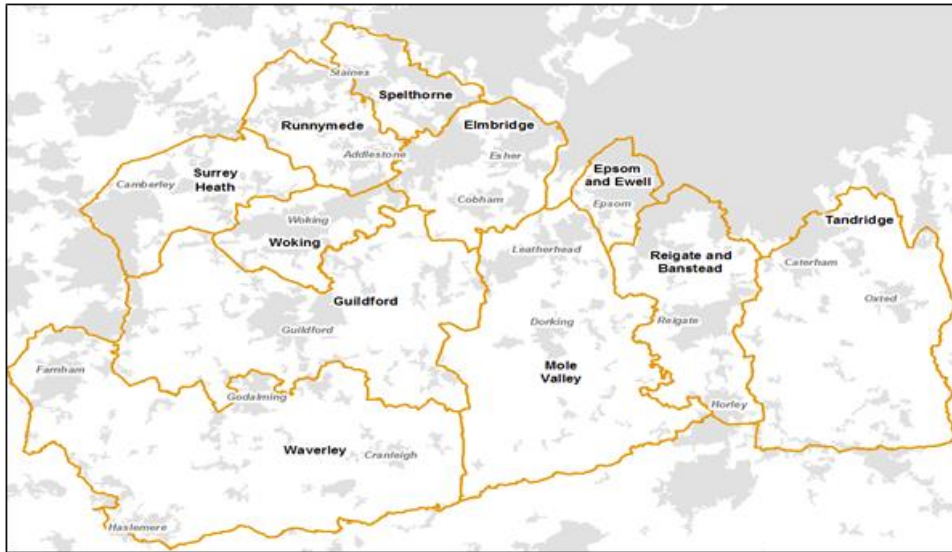 Staines
Spelthorne
Runnymede
Elmbridge
Addlestone
Esher
Surrey
Heath
Camberley
Epsom
and Ewell
Epsom
Cobham
Woking
Woking
Tandridge
Leatherhead
Reigate and
Banstead
Caterham
Oxted
Guildford
Guildford
Dorking
Reigate
Mole
Valley
Farnham
Godalming
Horley
Waverley
Cranleigh
Haslemere